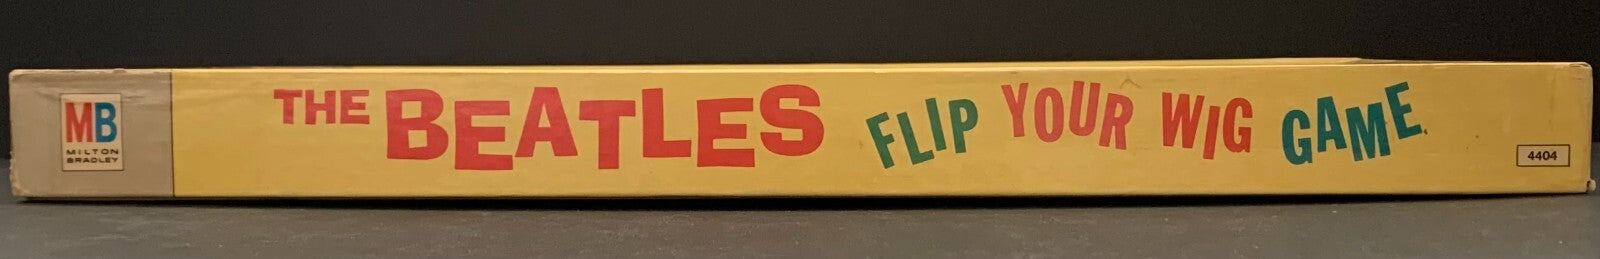 MB
MILTON
BRADLEY
THE BEATLES FLIP YOUR WIG GAME
4404